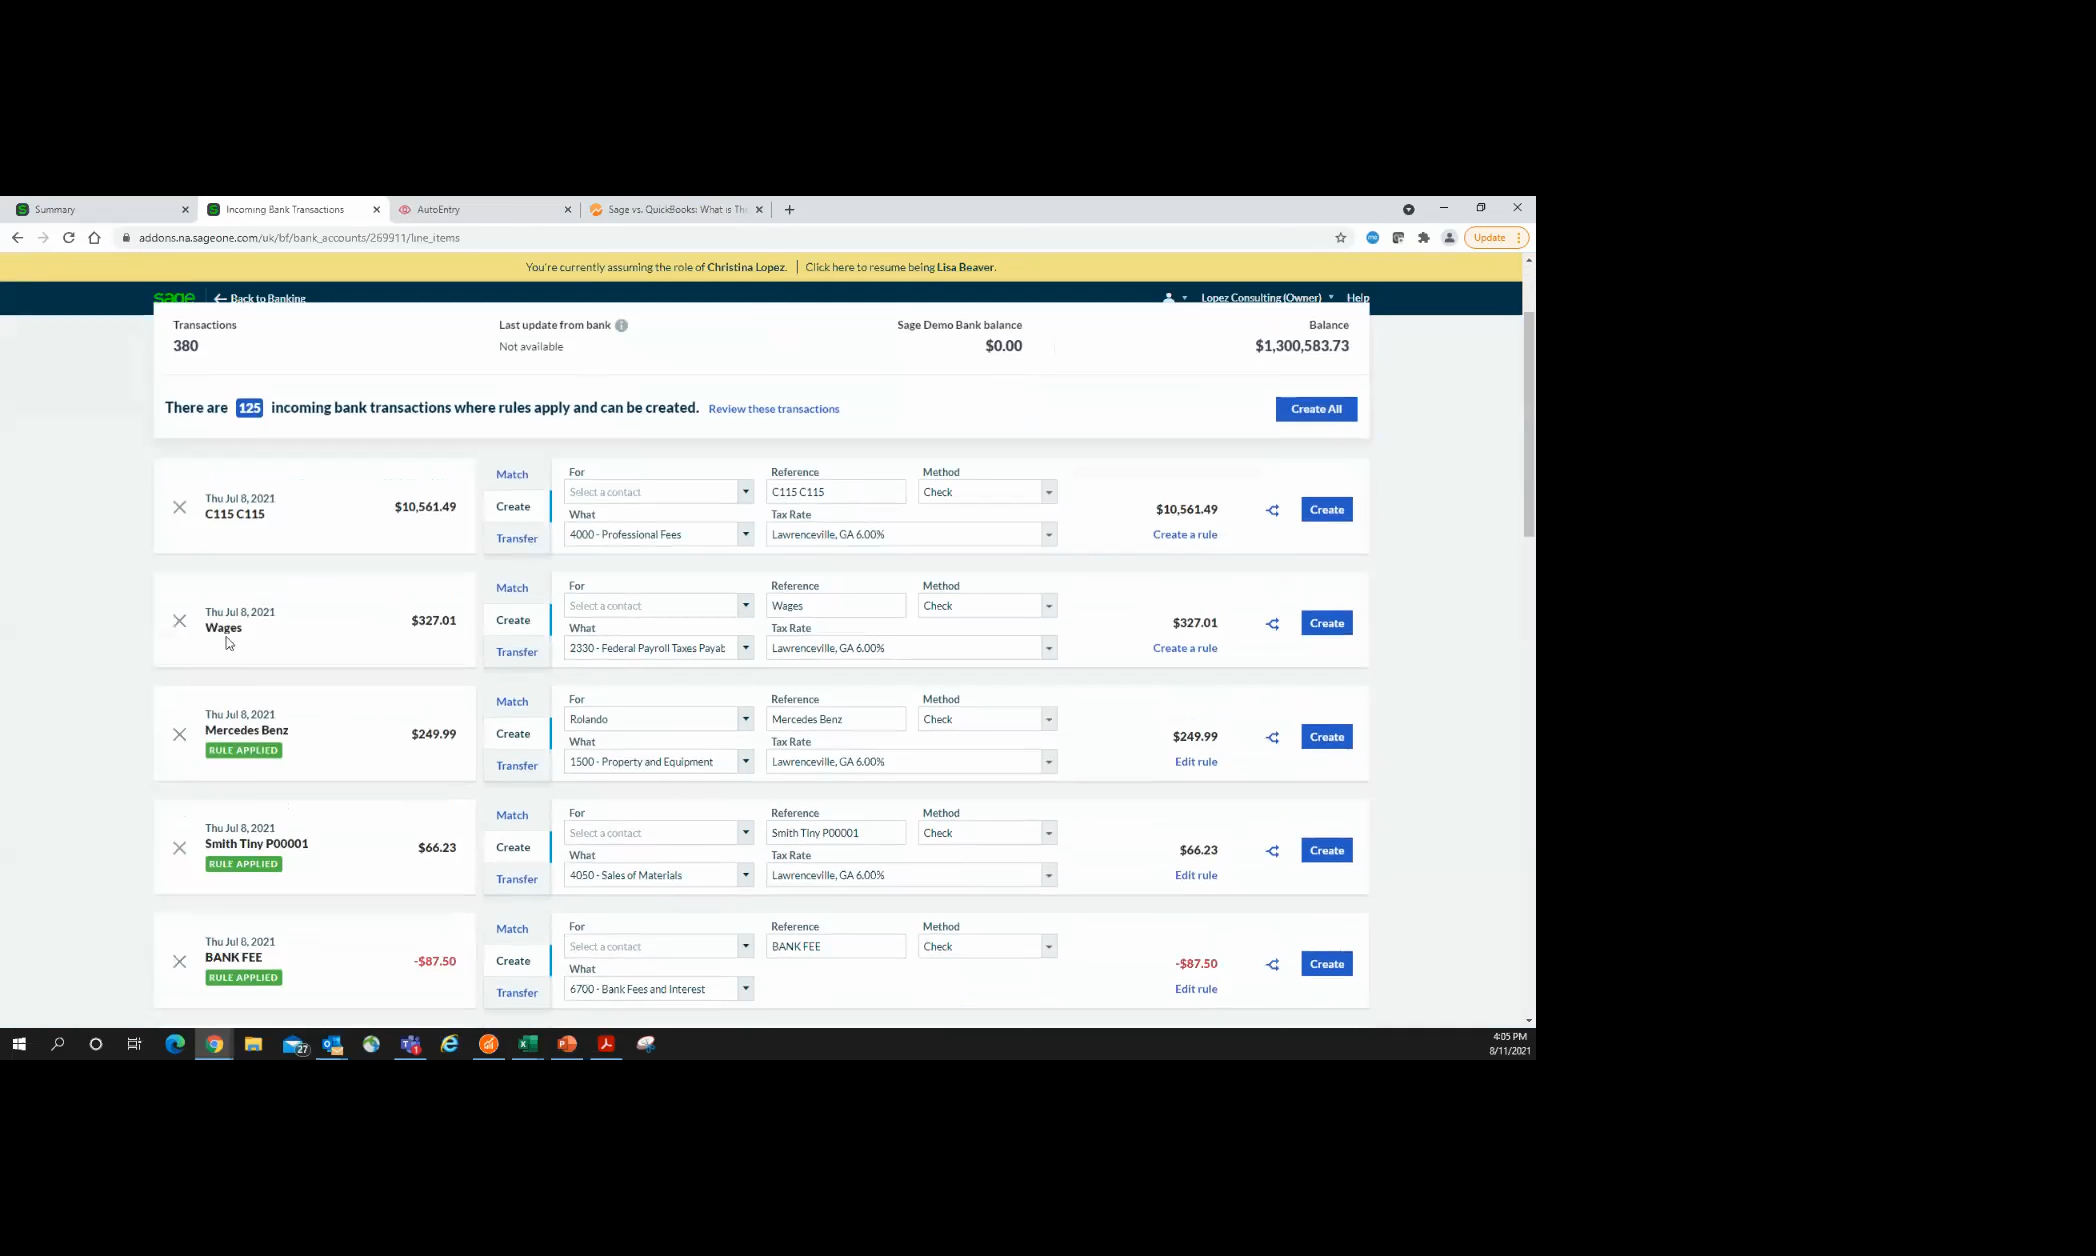 Summary
Incoming Bank Transactions
AutoEntry
Sage vs. QuickBooks: What is Th
addons.na.sageone.com/uk/bf/bank_accounts/269911/line_items
Update
You're currently assuming the role of Christina Lopez. | Click here to resume being Lisa Beaver.
sage
Back to Banking
Lopez Consulting (Owner)
Help
Transactions
Last update from bank
Sage Demo Bank balance
Balance
380
Not available
$0.00
$1,300,583.73
There are 125 incoming bank transactions where rules apply and can be created. Review these transactions
Create All
Thu Jul 8, 2021
C115 C115
$10,561.49
Match
Create
Transfer
For
Reference
Method
Select a contact
C115 C115
Check
What
Tax Rate
4000 - Professional Fees
Lawrenceville, GA 6.00%
$10,561.49
Create a rule
Create
Thu Jul 8, 2021
Wages
$327.01
Match
Create
Transfer
For
Reference
Method
Select a contact
Wages
Check
What
Tax Rate
2330 - Federal Payroll Taxes Payab
Lawrenceville, GA 6.00%
$327.01
Create a rule
Create
Thu Jul 8, 2021
Mercedes Benz
RULE APPLIED
$249.99
Match
Create
Transfer
For
Reference
Method
Rolando
Mercedes Benz
Check
What
Tax Rate
1500 - Property and Equipment
Lawrenceville, GA 6.00%
$249.99
Edit rule
Create
Thu Jul 8, 2021
Smith Tiny P00001
RULE APPLIED
$66.23
Match
Create
Transfer
For
Reference
Method
Select a contact
Smith Tiny P00001
Check
What
Tax Rate
4050 - Sales of Materials
Lawrenceville, GA 6.00%
$66.23
Edit rule
Create
Thu Jul 8, 2021
BANK FEE
RULE APPLIED
-$87.50
Match
Create
Transfer
For
Reference
Method
Select a contact
BANK FEE
Check
What
6700 - Bank Fees and Interest
-$87.50
Edit rule
Create
27
1
4:05 PM
8/11/2021